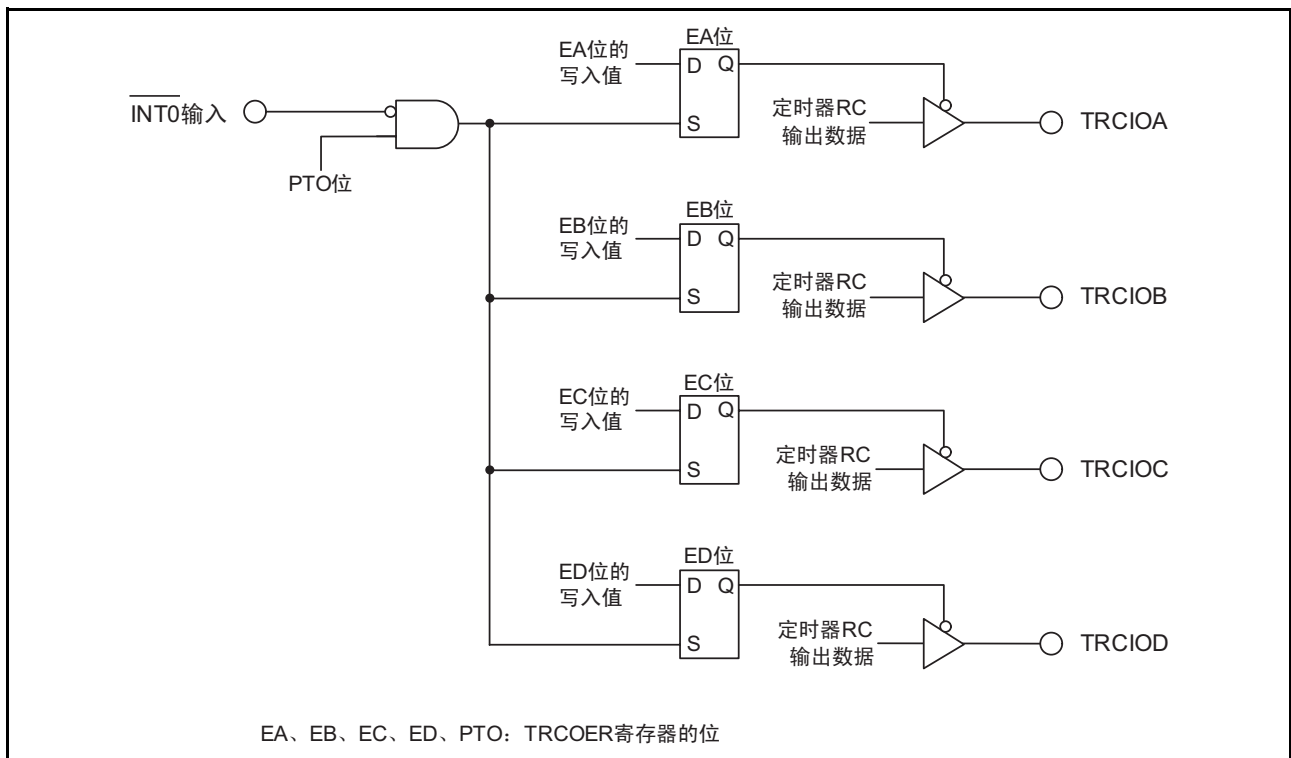 EA位
EA位的
写入值
D Q
S
INT0输入
PTO位
定时器RC
输出数据
TRCIOA
EB位
EB位的
写入值
D Q
S
定时器RC
输出数据
TRCIOB
EC位
EC位的
写入值
D Q
S
定时器RC
输出数据
TRCIOC
ED位
ED位的
写入值
D Q
S
定时器RC
输出数据
TRCIOD
EA、EB、EC、ED、PTO：TRCOER寄存器的位